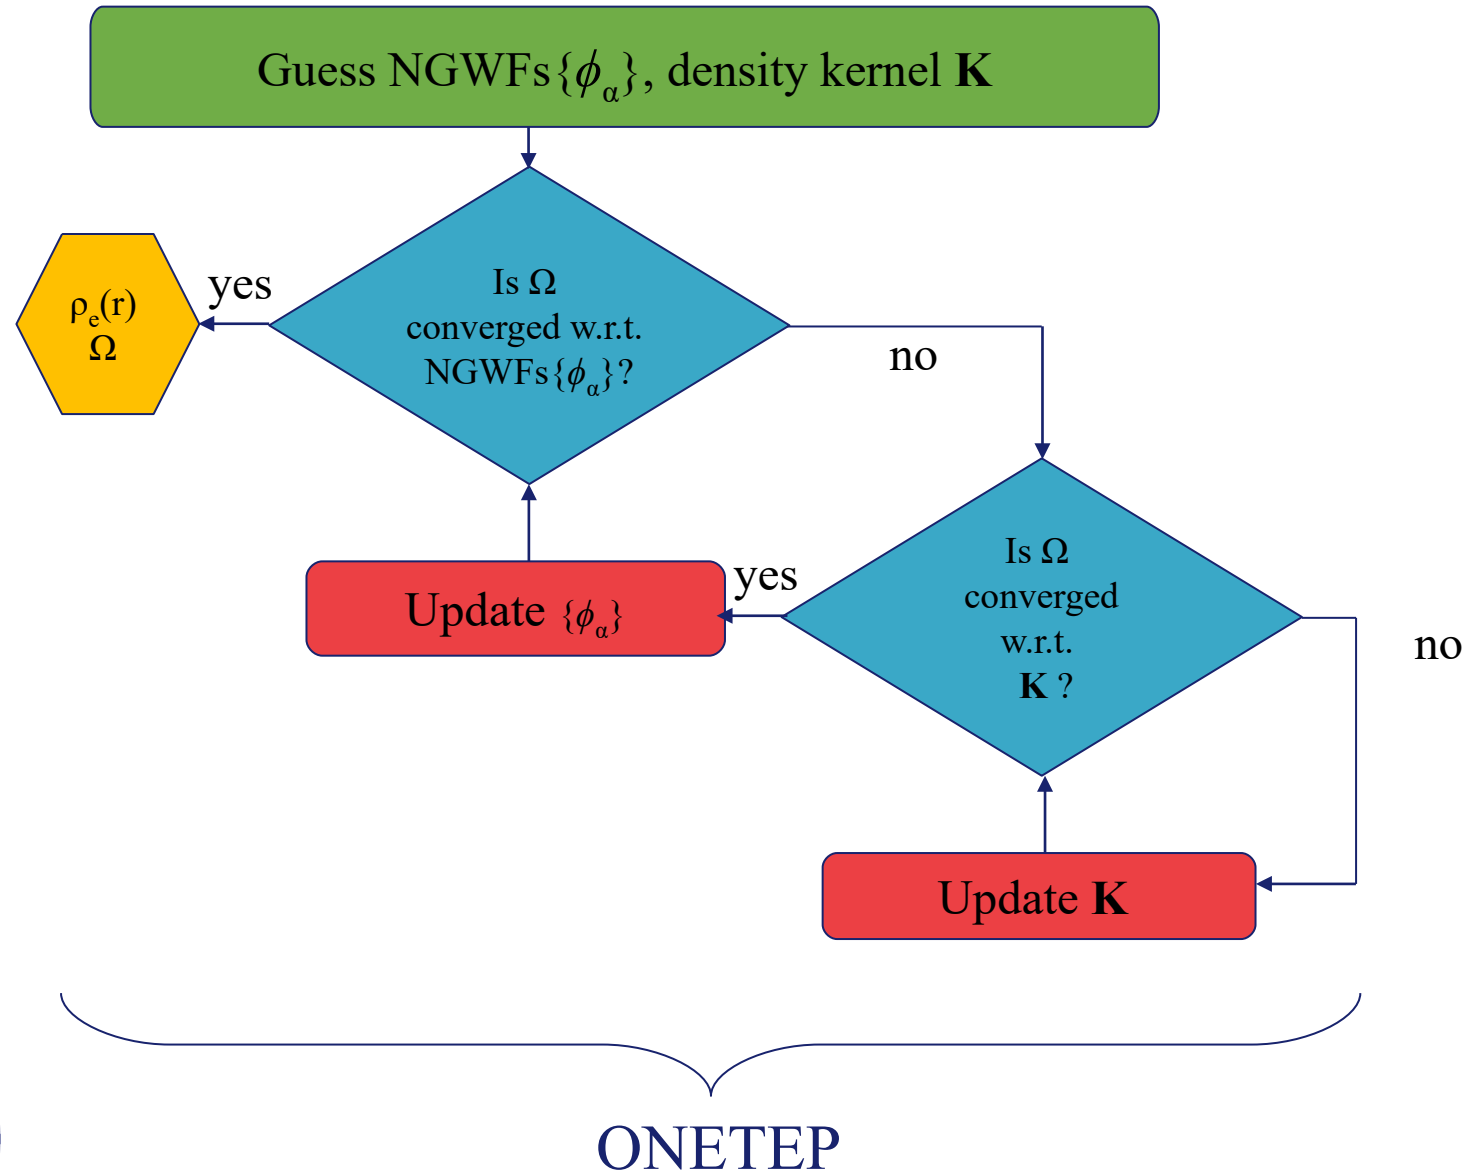 Guess NGWFs{ϕα}, density kernel K
Is Ω
converged w.r.t.
NGWFs{ϕα}?
yes
ρe(r)
Ω
no
Is Ω
converged
w.r.t.
K ?
yes
Update {ϕα}
no
Update K
ONETEP